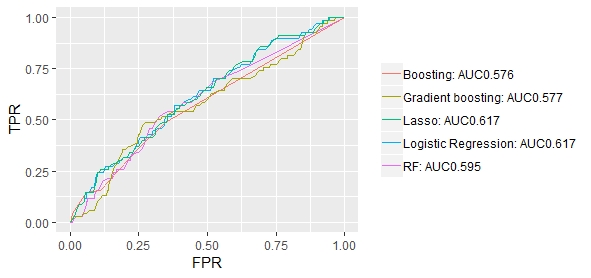 1.00
0.75
0.50
0.25
0.00
TPR
0.00 0.25 0.50 0.75 1.00
FPR
Boosting: AUC0.576
Gradient boosting: AUC0.577
Lasso: AUC0.617
Logistic Regression: AUC0.617
RF: AUC0.595